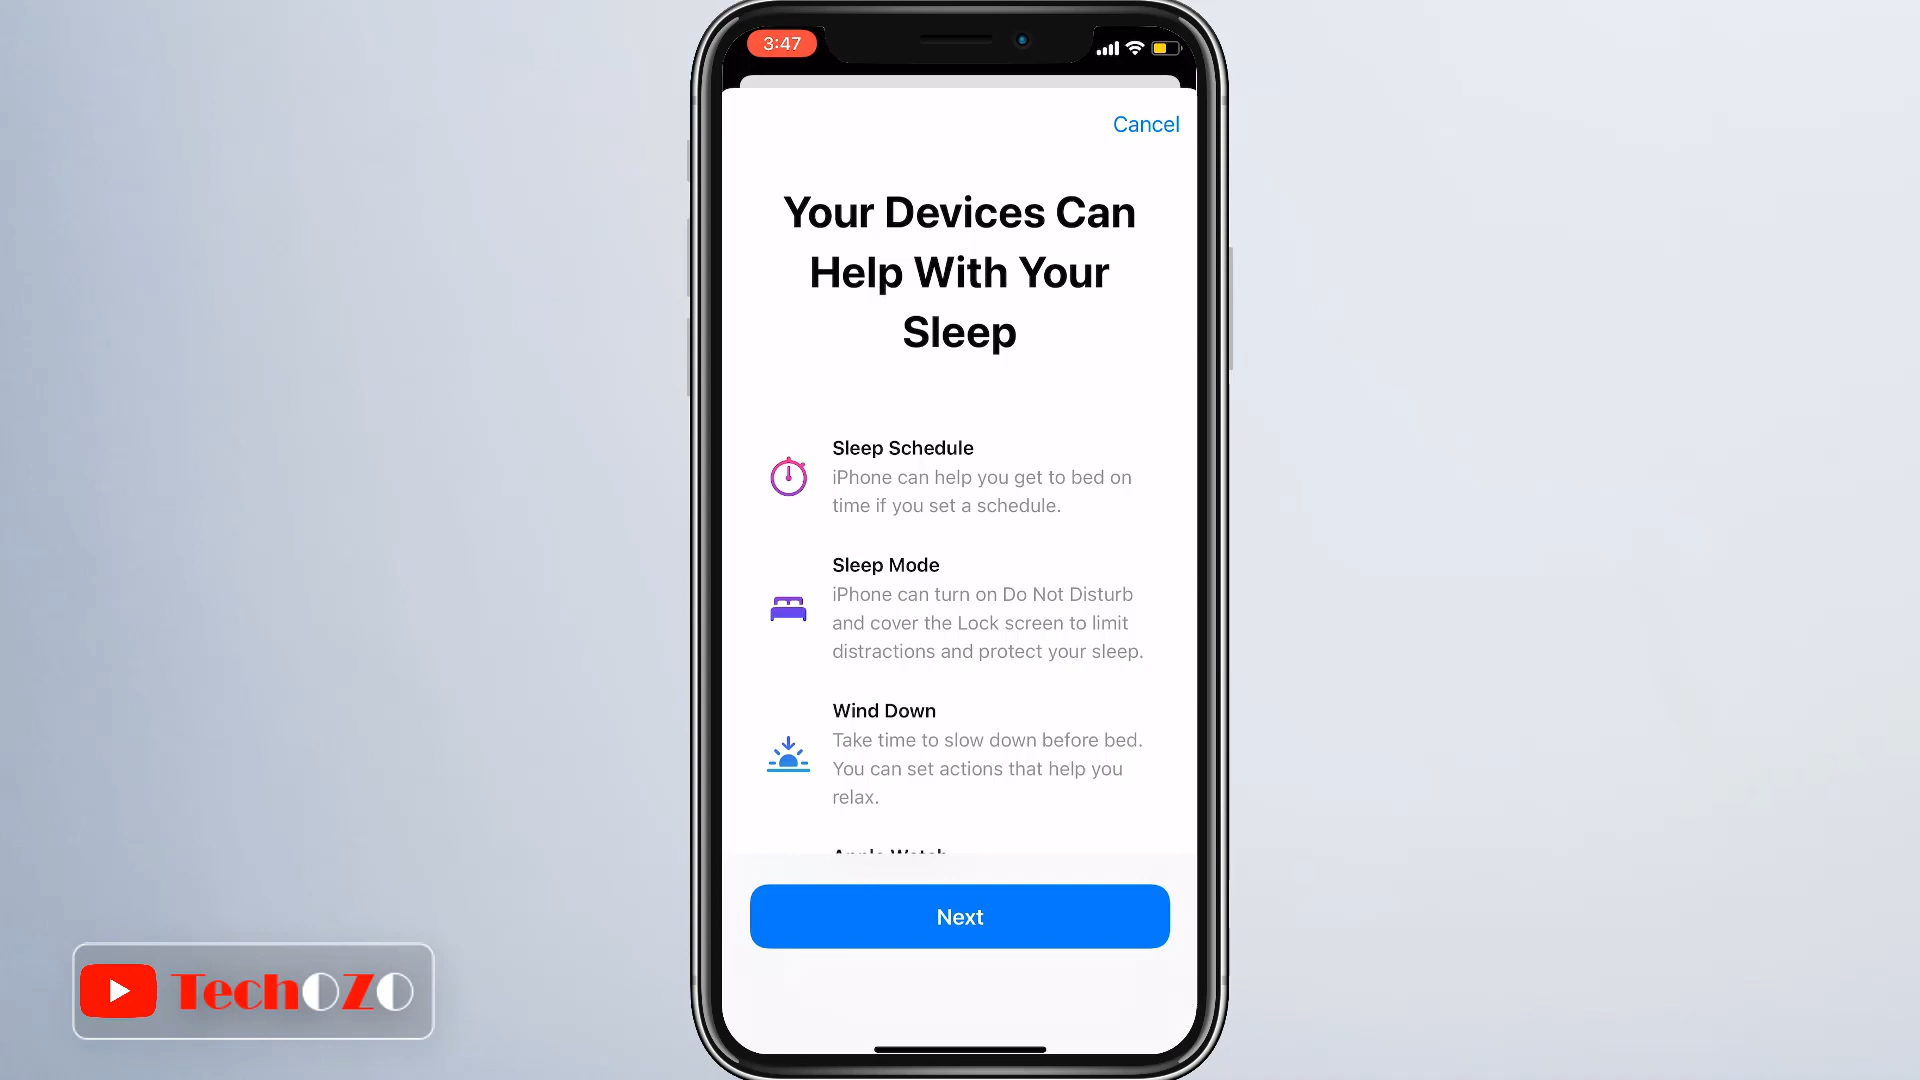 3:47
Cancel
Your Devices Can
Help With Your
Sleep
Sleep Schedule
iPhone can help you get to bed on
time if you set a schedule.
Sleep Mode
iPhone can turn on Do Not Disturb
and cover the Lock screen to limit
distractions and protect your sleep.
Wind Down
Take time to slow down before bed.
You can set actions that help you
relax.
Apple Watch
Next
TechOZO